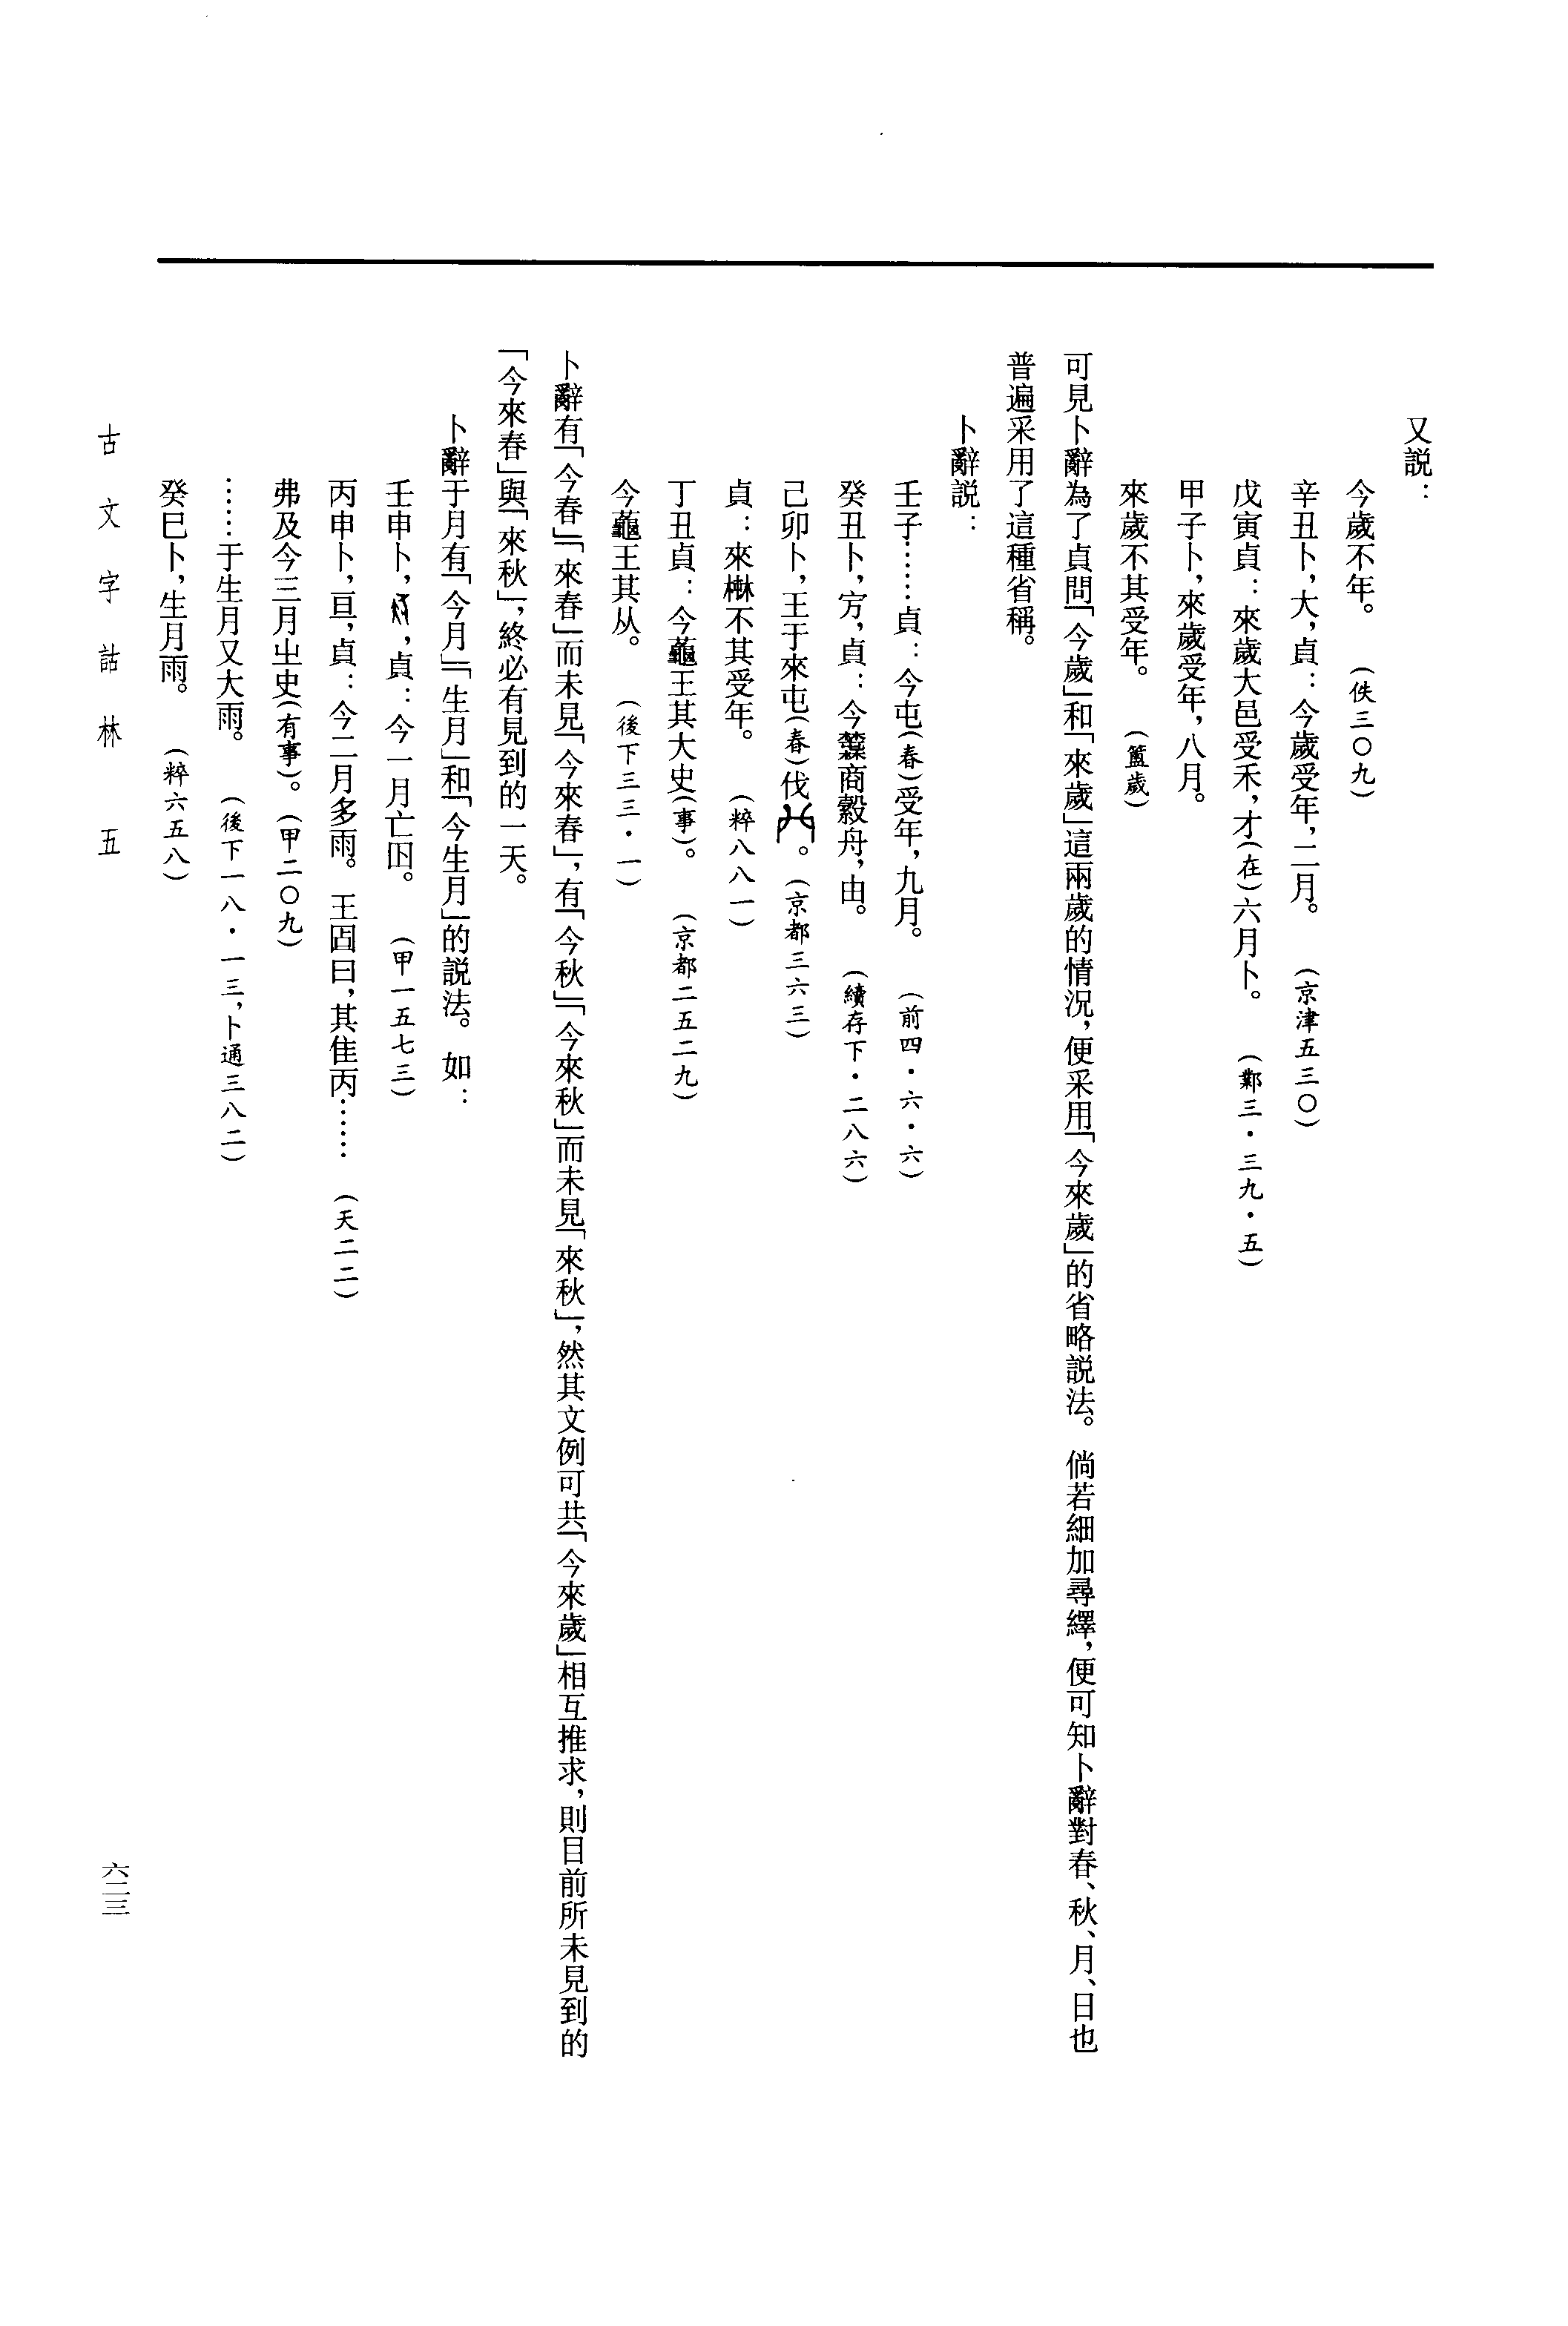 又説：
今歲不年。　（佚三〇九）
辛丑卜，大，貞：今歲受年，二月。　（京津五三〇）
戊寅貞：來歲大邑受禾，才（在）六月卜。　（鄴三·三九·五）
甲子卜，來歲受年，八月。
來歲不其受年。　（簠歲）
可見卜辭為了貞問「今歲」和「來歲」這兩歲的情況，便采用「今來歲」的省略説法。倘若細加尋繹，便可知卜辭對春、秋、月、日也
普遍采用了這種省稱。
卜辭説：
壬子……貞：今屯（春）受年，九月。　（前四·六·六）
癸丑卜，㱿，貞：今商舟，由。　（續存下·二八六）
己卯卜，王于來屯（春）伐。（京都三六三）
貞：來不其受年。　（粹八八一）
丁丑貞：今王其大史（事）。　（京都二五二九）
今王其从。　（後下三三·一）
卜辭有「今春」「來春」而未見「今來春」，有「今秋」「今來秋」而未見「來秋」，然其文例可共「今來歲」相互推求，則目前所未見到的
「今來春」與「來秋」，終必有見到的一天。
卜辭于月有「今月」「生月」和「今生月」的説法。如：
壬申卜，，貞：今一月亡𡆥。　（甲一五七三）
丙申卜，亘，貞：今二月多雨。王固曰，其隹丙……　（天二二）
弗及今三月㞢史（有事）。（甲二〇九）
……于生月又大雨。　（後下一八·一三，卜通三八二）
癸巳卜，生月雨。　（粹六五八）
古文字詁林　五
六二三